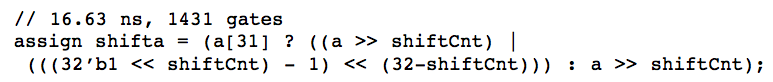 // 16.63 ns, 1431 gates
assign shifta = (a[31] ? ((a >> shiftCnt) |
(((32’b1 << shiftCnt) - 1) << (32-shiftCnt))) : a >> shiftCnt);